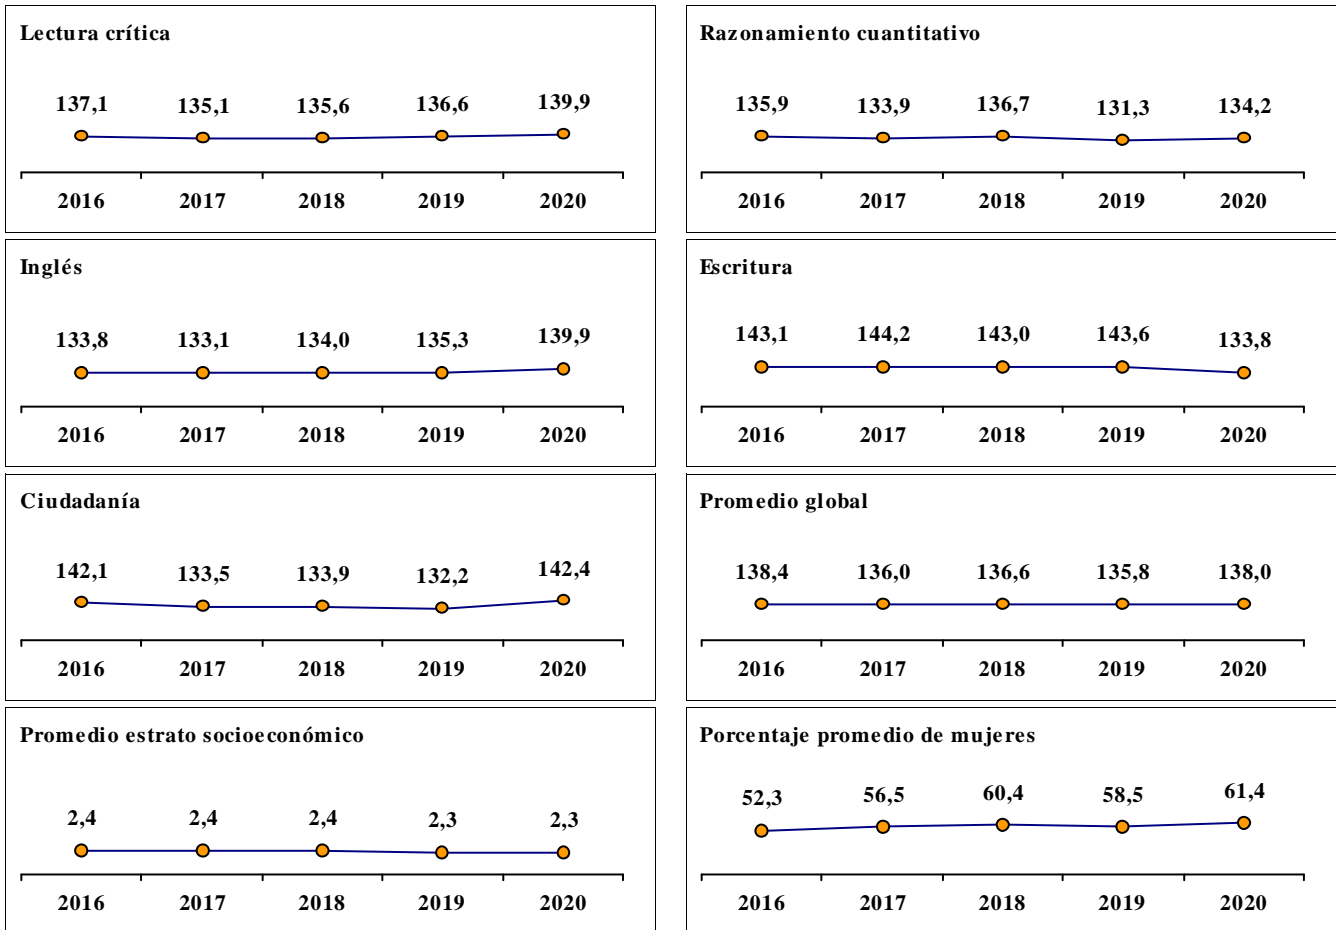 Lectura crítica
137,1 135,1 135,6 136,6 139,9
2016 2017 2018 2019 2020
Razonamiento cuantitativo
135,9 133,9 136,7 131,3 134,2
2016 2017 2018 2019 2020
Inglés
133,8 133,1 134,0 135,3 139,9
2016 2017 2018 2019 2020
Escritura
143,1 144,2 143,0 143,6 133,8
2016 2017 2018 2019 2020
Ciudadanía
142,1 133,5 133,9 132,2 142,4
2016 2017 2018 2019 2020
Promedio global
138,4 136,0 136,6 135,8 138,0
2016 2017 2018 2019 2020
Promedio estrato socioeconómico
2,4 2,4 2,4 2,3 2,3
2016 2017 2018 2019 2020
Porcentaje promedio de mujeres
52,3 56,5 60,4 58,5 61,4
2016 2017 2018 2019 2020